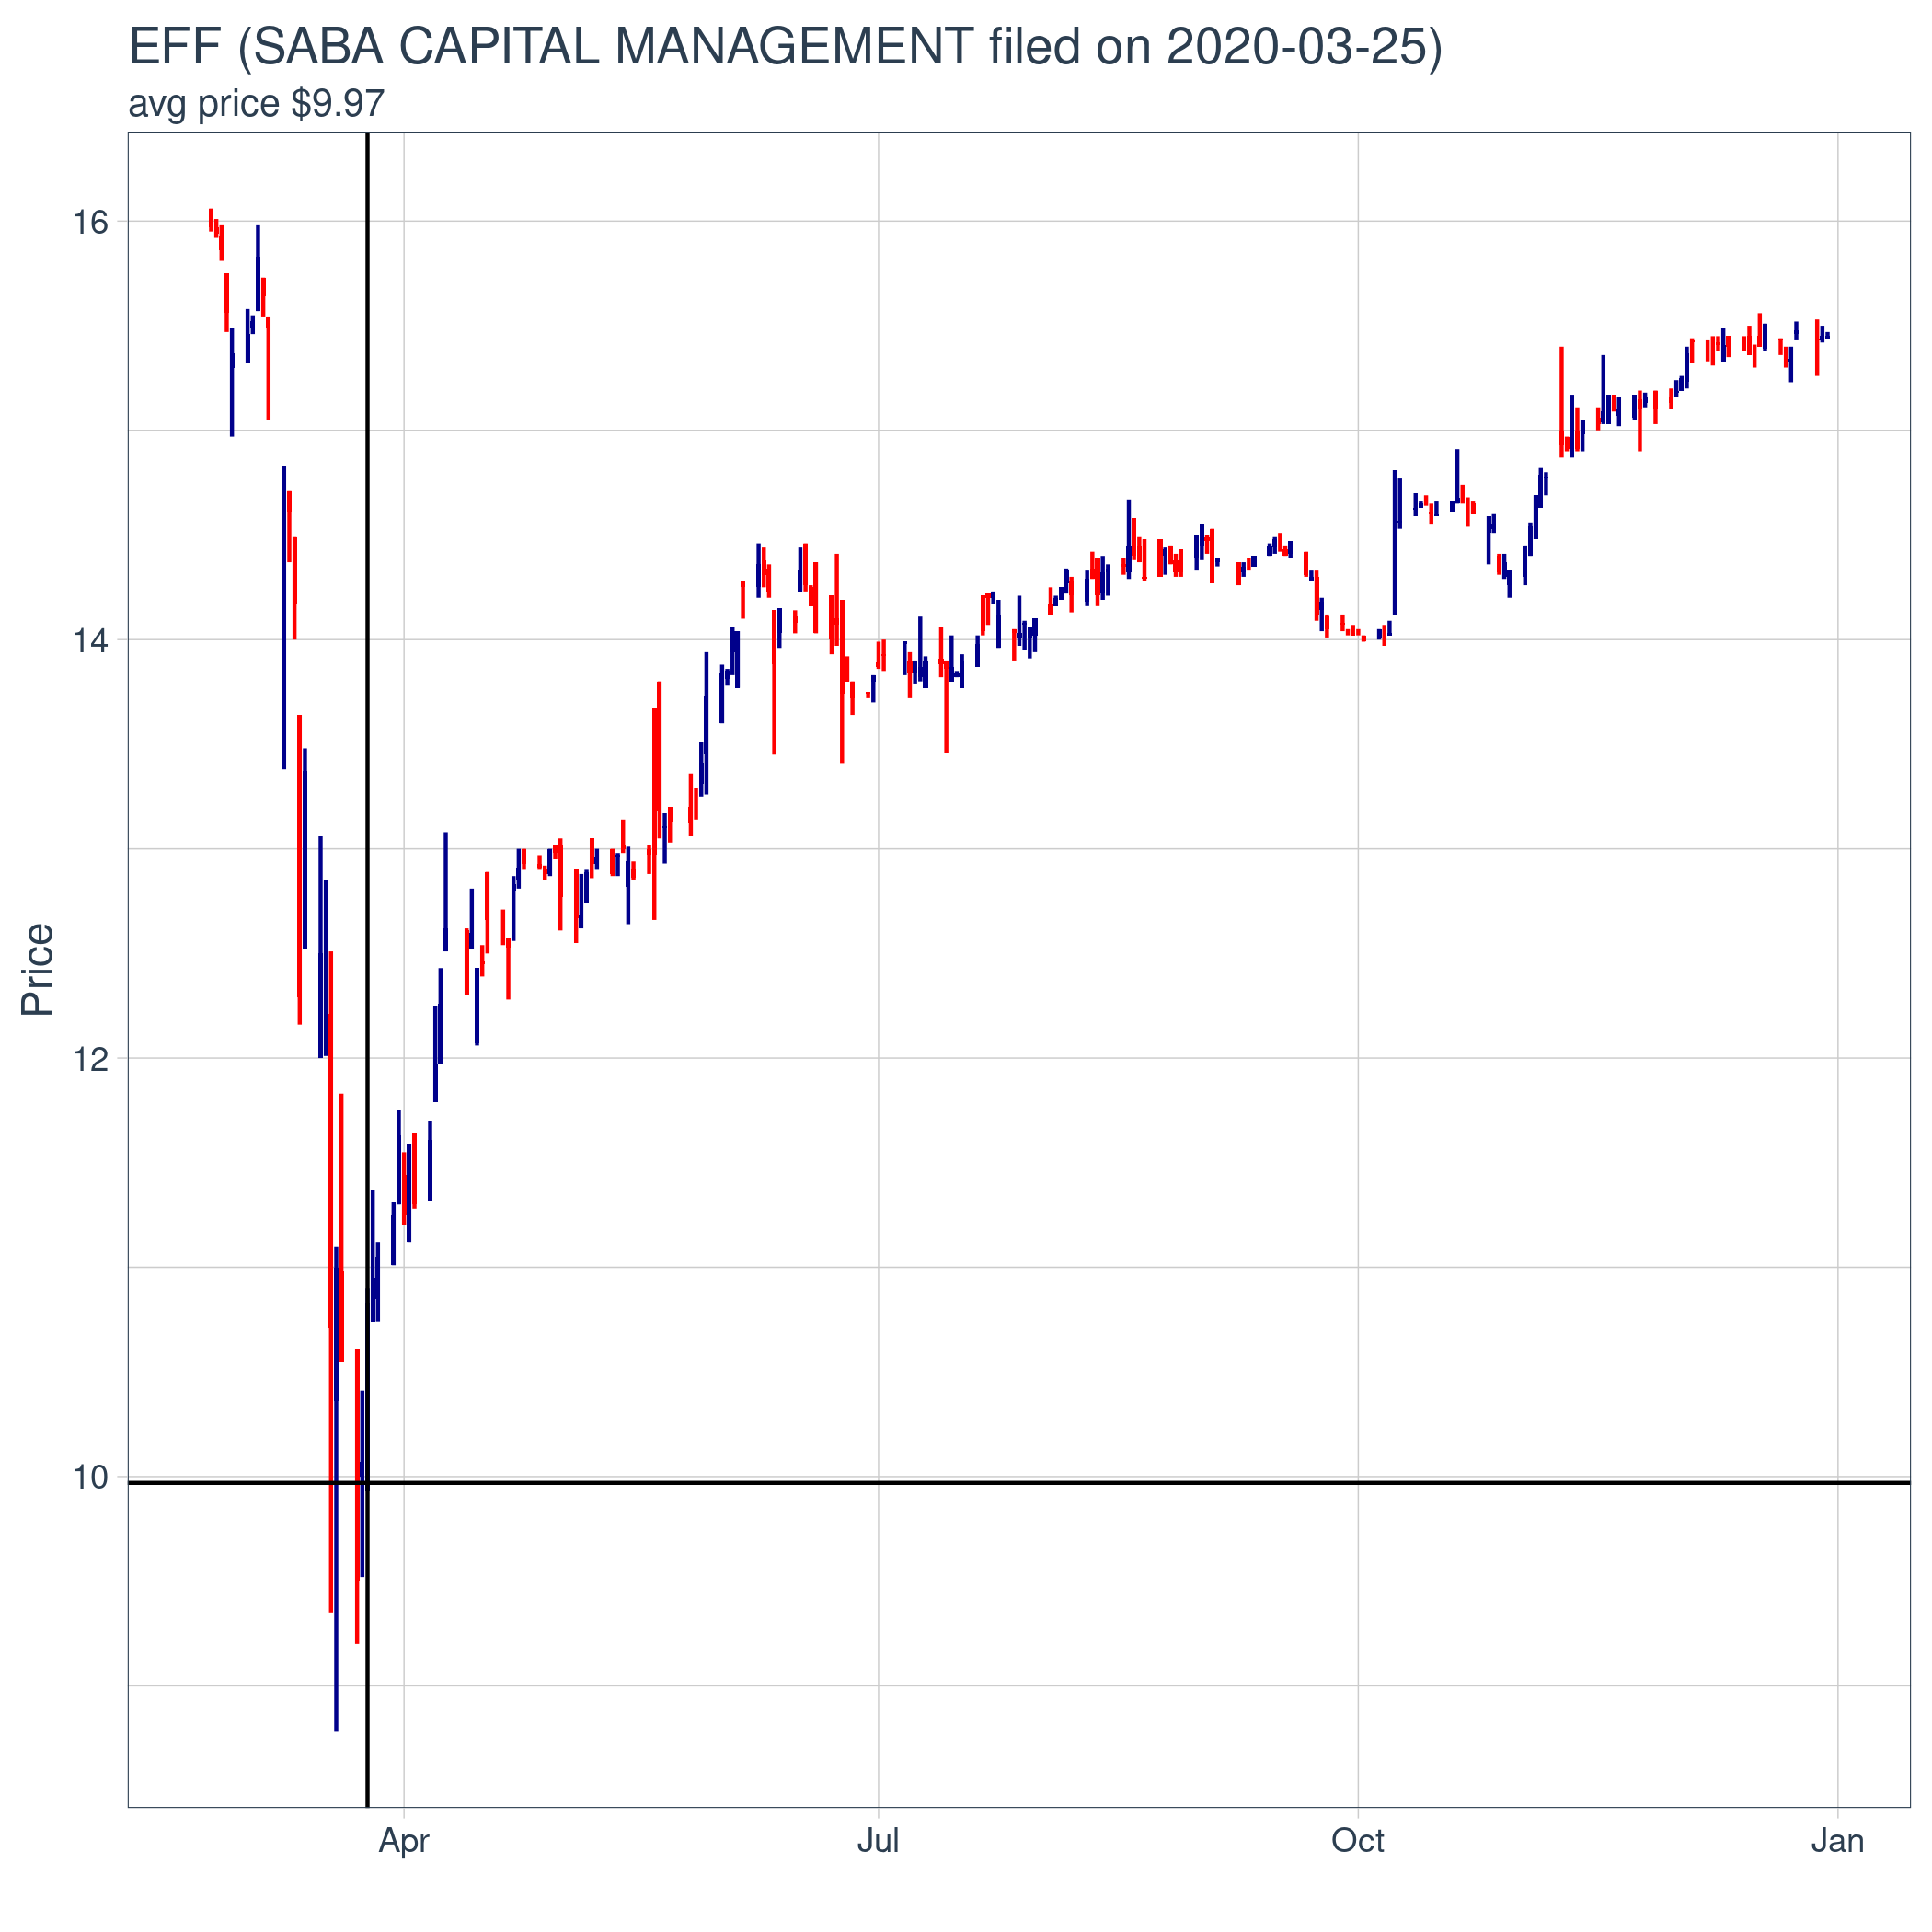 EFF (SABA CAPITAL MANAGEMENT filed on 2020-03-25)
avg price $9.97
16
14
12
10
Price
Apr Jul Oct Jan